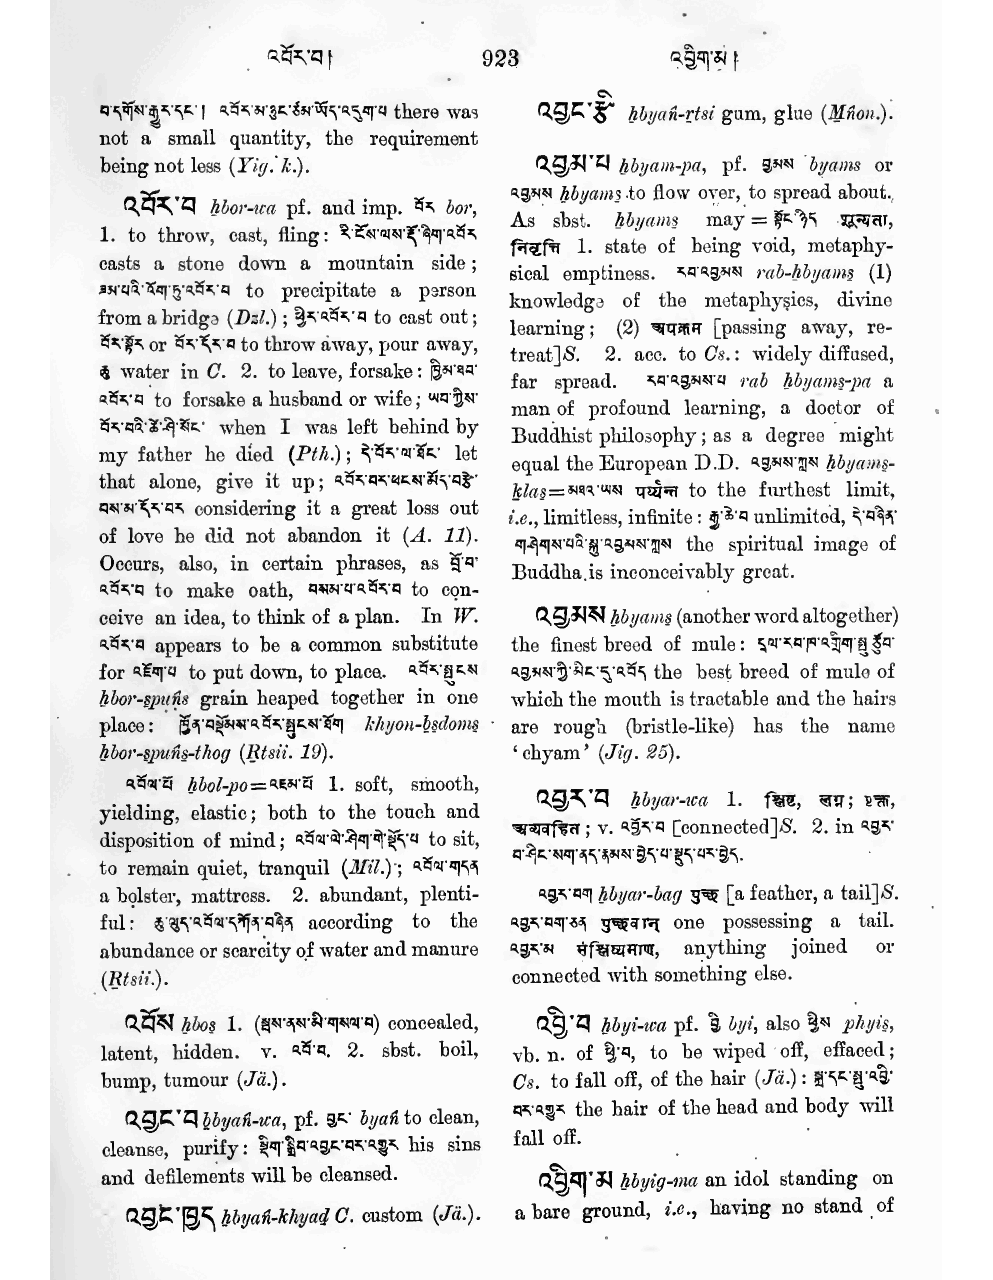 འབོར་བ། 923 འབྱིག་མ།
བ་དགོས་རྒྱུར་དང་། འབོར་མ་ཉུང་ཙམ་ཡོད་འདུག་པ there was
not a small quantity, the requirement
being not less (Yig. k.).
འབོར་བ ḥbor-wa pf. and imp. བོར bor,
1. to throw, cast, fling: རི་ངོས་ལས་རྡོ་ཞིག་འབོར
casts a stone down a mountain side;
ཟམ་པའི་འོག་ཏུ་འབོར་བ to precipitate a person
from a bridge (Dzl.); ཕྱིར་འབོར་བ to cast out;
བོར་སྟོར or བོར་དོར་བ to throw away, pour away,
ཆུ water in C. 2. to leave, forsake: ཁྱིམ་ཐབ་
འབོར་བ to forsake a husband or wife; ཡབ་ཀྱིས་
བོར་བའི་ཚེ་ཤི་སོང་ when I was left behind by
my father he died (Pth.); དེ་བོར་ལ་ཐོང་ let
that alone, give it up; འབོར་བར་ཕངས་མོད་བརྩེ་
བས་མ་དོར་བར considering it a great loss out
of love he did not abandon it (A. 11).
Occurs, also, in certain phrases, as བྲོ་བ་
འབོར་བ to make oath, བསམ་པ་འབོར་བ to con-
ceive an idea, to think of a plan. In W.
འབོར་བ appears to be a common substitute
for འཇོག་པ to put down, to place. འབོར་སྤུངས
ḥbor-spuṅs grain heaped together in one
place: ཁྱོན་བསྡོམས་འབོར་སྤུངས་ཐོག khyon-bsdoms
ḥbor-spuṅs-thog (Rtsii. 19).
འབོལ་པོ ḥbol-po=འཇམ་པོ 1. soft, smooth,
yielding, elastic; both to the touch and
disposition of mind; འབོལ་ལེ་ཤིག་གེ་སྡོད་པ to sit,
to remain quiet, tranquil (Mil.); འབོལ་གདན
a bolster, mattress. 2. abundant, plenti-
ful: ཆུ་ལུད་འབོལ་དཀོན་བཞིན according to the
abundance or scarcity of water and manure
(Rtsii.).
འབོས ḥbos 1. (སྦས་ནས་མི་གསལ་བ) concealed,
latent, hidden. v. འབོ་བ. 2. sbst. boil,
bump, tumour (Jä.).
འབྱང་བ ḥbyaṅ-wa, pf. བྱང་ byaṅ to clean,
cleanse, purify: སྡིག་སྒྲིབ་འབྱང་བར་འགྱུར his sins
and defilements will be cleansed.
འབྱང་ཁྱད ḥbyaṅ-khyad C. custom (Jä.).
འབྱང་རྩི ḥbyaṅ-rtsi gum, glue (Mṅon.).
འབྱམ་པ ḥbyam-pa, pf. བྱམས byams or
འབྱམས ḥbyams to flow over, to spread about.
As sbst. ḥbyams may = སྟོང་ཉིད शून्यता,
निवृत्ति 1. state of being void, metaphy-
sical emptiness. རབ་འབྱམས rab-ḥbyams (1)
knowledge of the metaphysics, divine
learning; (2) अपक्रम [passing away, re-
treat]S. 2. acc. to Cs.: widely diffused,
far spread. རབ་འབྱམས་པ rab ḥbyams-pa a
man of profound learning, a doctor of
Buddhist philosophy; as a degree might
equal the European D.D. འབྱམས་ཀླས ḥbyams-
klas=མཐའ་ཡས पर्य्यन्त to the furthest limit,
i.e., limitless, infinite: རྒྱ་ཆེ་བ unlimited, དེ་བཞིན་
གཤེགས་པའི་སྐུ་འབྱམས་ཀླས the spiritual image of
Buddha is inconceivably great.
འབྱམས ḥbyams (another word altogether)
the finest breed of mule: དྲེལ་རབ་ཁ་འགྲིག་སྤུ་རྩུབ་
འབྱམས་ཀྱི་མིང་དུ་འབོད the best breed of mule of
which the mouth is tractable and the hairs
are rough (bristle-like) has the name
‘chyam’ (Jig. 25).
འབྱར་བ ḥbyar-wa 1. श्लिष्ट, लग्न; पृक्त,
अव्यवहित; v. འབྱོར་བ [connected]S. 2. in འབྱར་
བ་ཤིང་སག་ནད་རྣམས་བྱེད་པ་སྡུད་པར་བྱེད.
འབྱར་བག ḥbyar-bag पुच्छ [a feather, a tail]S.
འབྱར་བག་ཅན पुच्छवान् one possessing a tail.
འབྱར་མ संश्लिष्यमाण, anything joined or
connected with something else.
འབྱི་བ ḥbyi-wa pf. བྱི byi, also ཕྱིས phyis,
vb. n. of ཕྱི་བ, to be wiped off, effaced;
Cs. to fall off, of the hair (Jä.): སྐྲ་དང་སྤུ་འབྱི་
བར་འགྱུར the hair of the head and body will
fall off.
འབྱིག་མ ḥbyig-ma an idol standing on
a bare ground, i.e., having no stand of